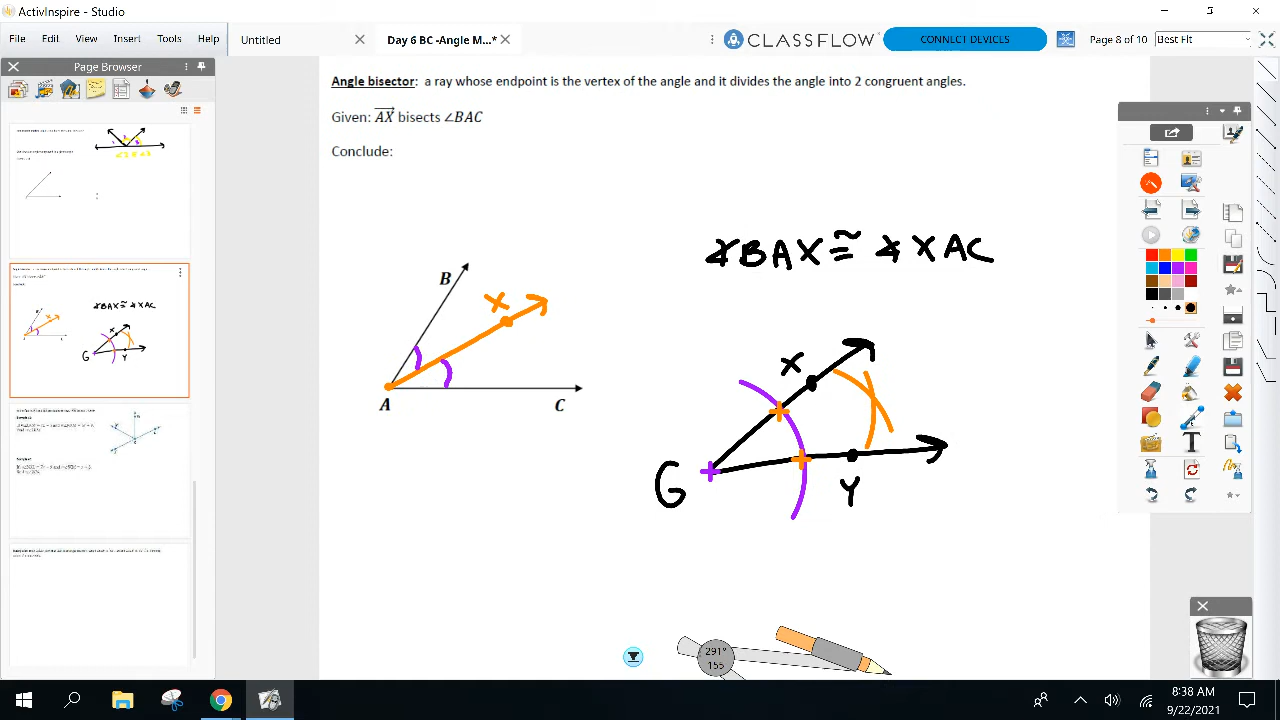 ActivInspire - Studio
File Edit View Insert Tools Help
Untitled
Day 6 BC -Angle M...*
CLASSFLOW
CONNECT DEVICES
Page 8 of 10
Best Fit
Page Browser
Angle bisector: a ray whose endpoint is the vertex of the angle and it divides the angle into 2 congruent angles.
Given: AX bisects ∠BAC
Conclude:
∡BAX ≅ ∡XAC
B
X
A
C
X
G
Y
291°
155
8:38 AM
9/22/2021